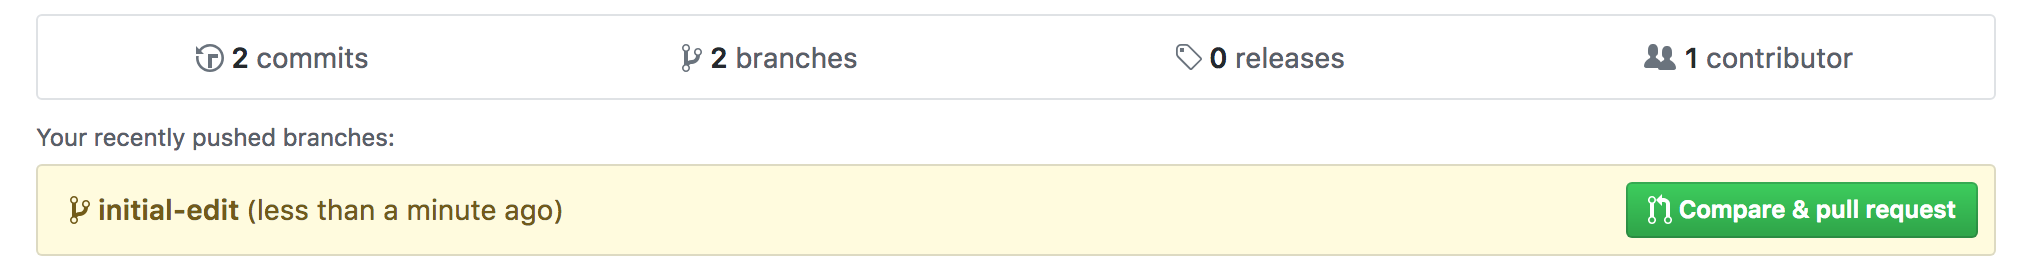 2 commits 2 branches 0 releases 1 contributor
Your recently pushed branches:
initial-edit (less than a minute ago) Compare & pull request